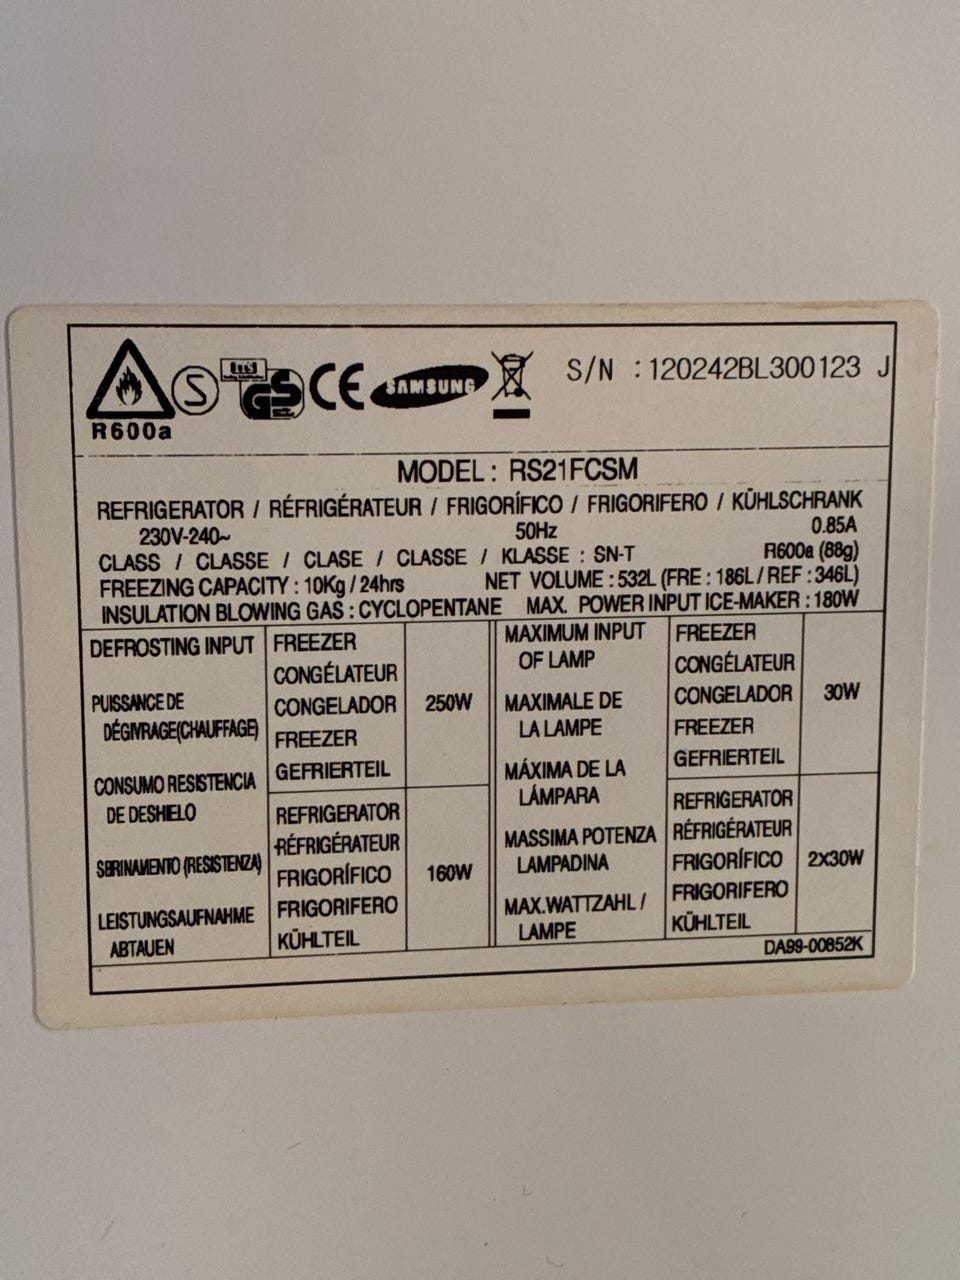 R600a
S
GS
CE
SAMSUNG
S/N : 120242BL300123 J
MODEL : RS21FCSM
REFRIGERATOR / RÉFRIGÉRATEUR / FRIGORÍFICO / FRIGORIFERO / KÜHLSCHRANK
230V-240~ 50Hz 0.85A
CLASS / CLASSE / CLASE / CLASSE / KLASSE : SN-T R600a (88g)
FREEZING CAPACITY : 10Kg / 24hrs NET VOLUME : 532L (FRE : 186L / REF : 346L)
INSULATION BLOWING GAS : CYCLOPENTANE MAX. POWER INPUT ICE-MAKER : 180W
DEFROSTING INPUT
PUISSANCE DE
DÉGIVRAGE(CHAUFFAGE)
CONSUMO RESISTENCIA
DE DESHIELO
SBRINAMENTO (RESISTENZA)
LEISTUNGSAUFNAHME
ABTAUEN
FREEZER
CONGÉLATEUR
CONGELADOR
FREEZER
GEFRIERTEIL
250W
REFRIGERATOR
RÉFRIGÉRATEUR
FRIGORÍFICO
FRIGORIFERO
KÜHLTEIL
160W
MAXIMUM INPUT
OF LAMP
MAXIMALE DE
LA LAMPE
MÁXIMA DE LA
LÁMPARA
MASSIMA POTENZA
LAMPADINA
MAX.WATTZAHL /
LAMPE
FREEZER
CONGÉLATEUR
CONGELADOR
FREEZER
GEFRIERTEIL
30W
REFRIGERATOR
RÉFRIGÉRATEUR
FRIGORÍFICO
FRIGORIFERO
KÜHLTEIL
2X30W
DA99-00852K